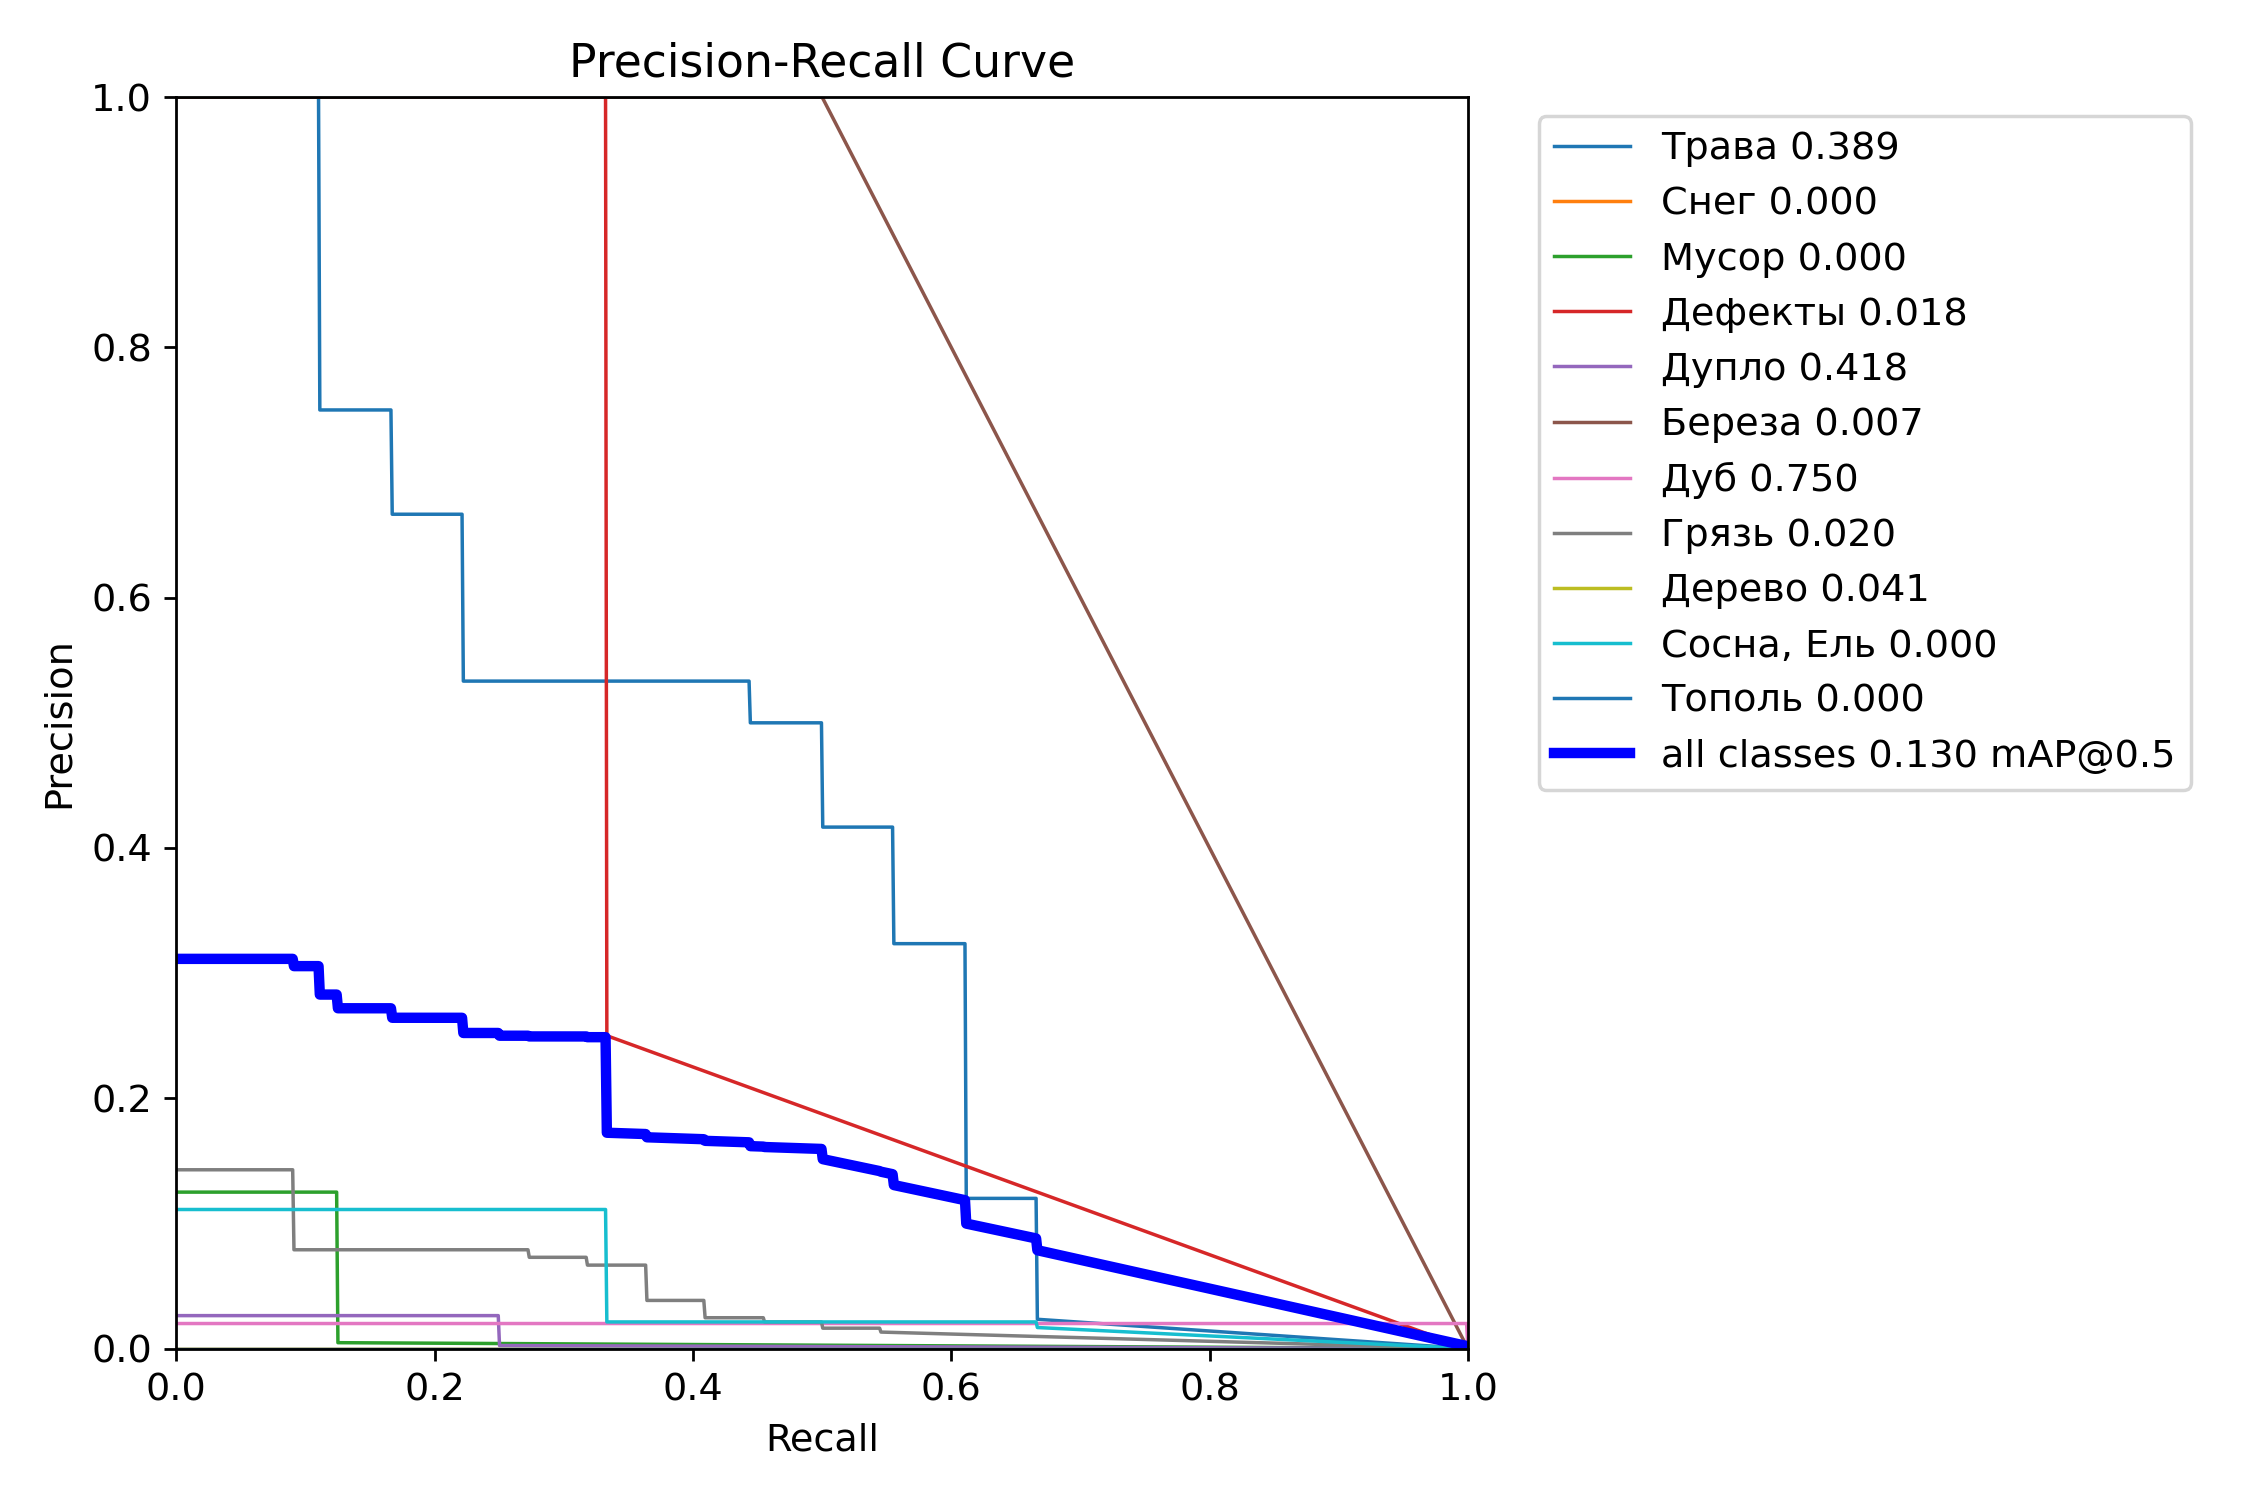 Precision-Recall Curve
1.0
0.8
0.6
0.4
0.2
0.0
Precision
0.0 0.2 0.4 0.6 0.8 1.0
Recall
Трава 0.389
Снег 0.000
Мусор 0.000
Дефекты 0.018
Дупло 0.418
Береза 0.007
Дуб 0.750
Грязь 0.020
Дерево 0.041
Сосна, Ель 0.000
Тополь 0.000
all classes 0.130 mAP@0.5